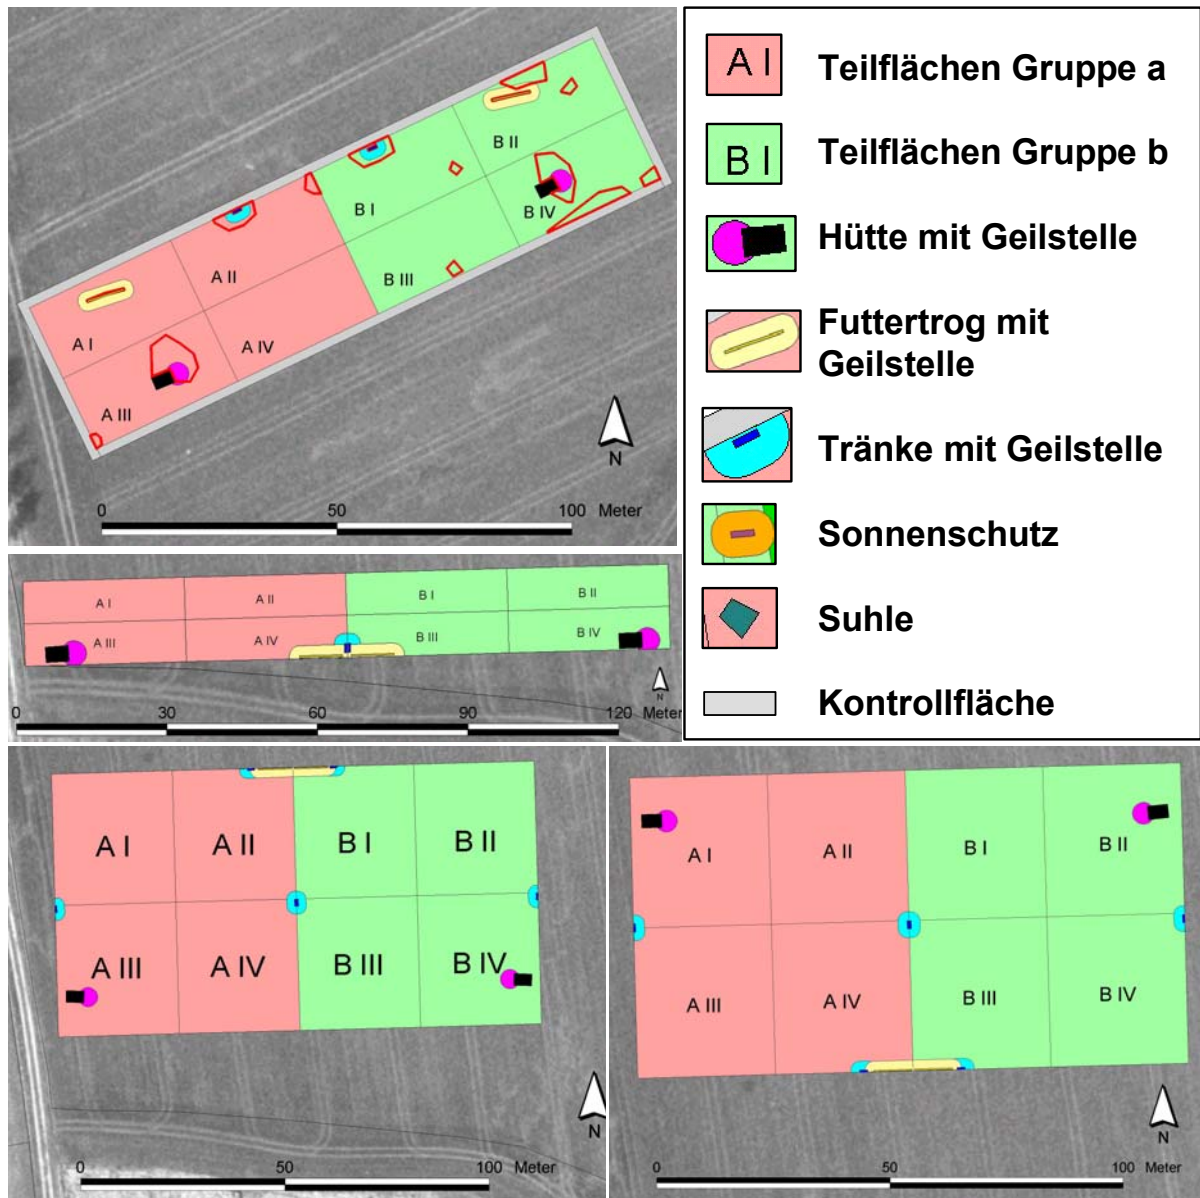 A I
A II
A III
A IV
B I
B II
B III
B IV
N
0 50 100 Meter
A I
A II
B I
B II
A III
A IV
B III
B IV
N
0 30 60 90 120 Meter
A I
A II
B I
B II
A III
A IV
B III
B IV
N
0 50 100 Meter
A I
A II
B I
B II
A III
A IV
B III
B IV
N
0 50 100 Meter
A I Teilflächen Gruppe a
B I Teilflächen Gruppe b
Hütte mit Geilstelle
Futtertrog mit
Geilstelle
Tränke mit Geilstelle
Sonnenschutz
Suhle
Kontrollfläche